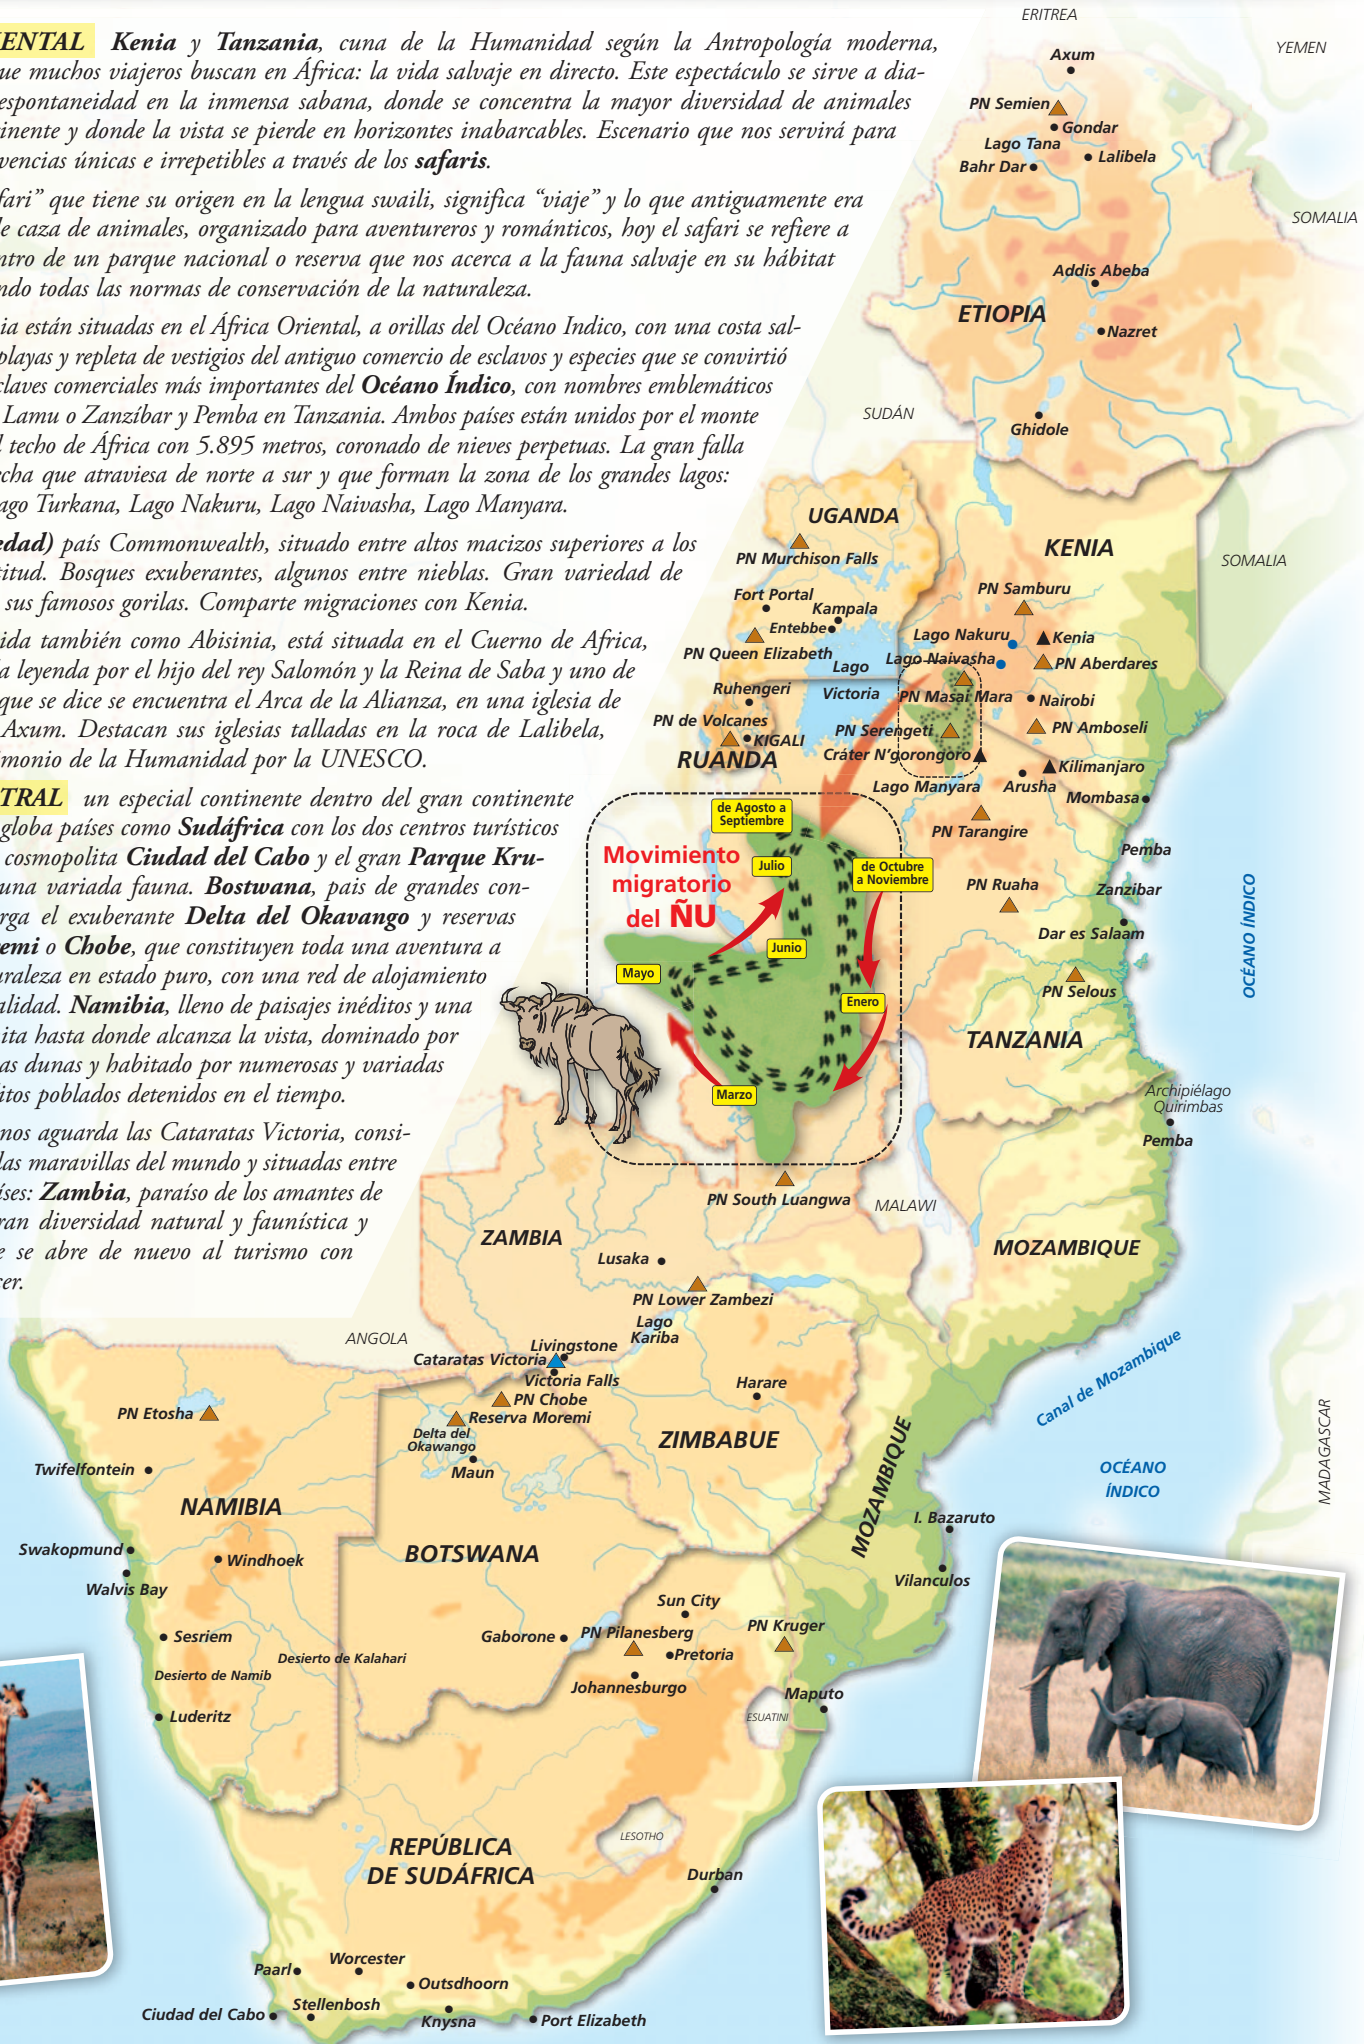 ENTAL Kenia y Tanzania, cuna de la Humanidad según la Antropología moderna,
ue muchos viajeros buscan en África: la vida salvaje en directo. Este espectáculo se sirve a dia-
espontaneidad en la inmensa sabana, donde se concentra la mayor diversidad de animales
inente y donde la vista se pierde en horizontes inabarcables. Escenario que nos servirá para
vencias únicas e irrepetibles a través de los safaris.
fari” que tiene su origen en la lengua swaili, significa “viaje” y lo que antiguamente era
le caza de animales, organizado para aventureros y románticos, hoy el safari se refiere a
ntro de un parque nacional o reserva que nos acerca a la fauna salvaje en su hábitat
ndo todas las normas de conservación de la naturaleza.
ia están situadas en el África Oriental, a orillas del Océano Indico, con una costa sal-
playas y repleta de vestigios del antiguo comercio de esclavos y especies que se convirtió
claves comerciales más importantes del Océano Índico, con nombres emblemáticos
Lamu o Zanzíbar y Pemba en Tanzania. Ambos países están unidos por el monte
l techo de África con 5.895 metros, coronado de nieves perpetuas. La gran falla
echa que atraviesa de norte a sur y que forman la zona de los grandes lagos:
ago Turkana, Lago Nakuru, Lago Naivasha, Lago Manyara.
edad) país Commonwealth, situado entre altos macizos superiores a los
titud. Bosques exuberantes, algunos entre nieblas. Gran variedad de
sus famosos gorilas. Comparte migraciones con Kenia.
ida también como Abisinia, está situada en el Cuerno de Africa,
la leyenda por el hijo del rey Salomón y la Reina de Saba y uno de
que se dice se encuentra el Arca de la Alianza, en una iglesia de
Axum. Destacan sus iglesias talladas en la roca de Lalibela,
imonio de la Humanidad por la UNESCO.
TRAL un especial continente dentro del gran continente
globa países como Sudáfrica con los dos centros turísticos
cosmopolita Ciudad del Cabo y el gran Parque Kru-
una variada fauna. Bostwana, pais de grandes con-
rga el exuberante Delta del Okavango y reservas
remi o Chobe, que constituyen toda una aventura a
uraleza en estado puro, con una red de alojamiento
alidad. Namibia, lleno de paisajes inéditos y una
ita hasta donde alcanza la vista, dominado por
as dunas y habitado por numerosas y variadas
itos poblados detenidos en el tiempo.
nos aguarda las Cataratas Victoria, consi-
las maravillas del mundo y situadas entre
íses: Zambia, paraíso de los amantes de
ran diversidad natural y faunística y
e se abre de nuevo al turismo con
cer.
ERITREA
YEMEN
Axum
PN Semien
Gondar
Lago Tana
Lalibela
Bahr Dar
SOMALIA
Addis Abeba
ETIOPIA
Nazret
SUDÁN
Ghidole
UGANDA
KENIA
PN Murchison Falls
SOMALIA
PN Samburu
Fort Portal
Kampala
Entebbe
Lago Nakuru
Kenia
PN Queen Elizabeth
Lago
Victoria
Lago Naivasha
PN Aberdares
Ruhengeri
PN Masai Mara
Nairobi
PN de Volcanes
KIGALI
PN Serengeti
PN Amboseli
RUANDA
Cráter N'gorongoro
Kilimanjaro
Lago Manyara
Arusha
Mombasa
PN Tarangire
Pemba
PN Ruaha
Zanzibar
Dar es Salaam
PN Selous
TANZANIA
OCÉANO ÍNDICO
de Agosto a
Septiembre
Movimiento
migratorio
del ÑU
Julio
de Octubre
a Noviembre
Junio
Mayo
Enero
Marzo
Archipiélago
Quirimbas
Pemba
PN South Luangwa
MALAWI
ZAMBIA
MOZAMBIQUE
Lusaka
PN Lower Zambezi
Lago
Kariba
ANGOLA
Livingstone
Cataratas Victoria
Victoria Falls
PN Chobe
Harare
Canal de Mozambique
PN Etosha
Reserva Moremi
Delta del
Okawango
Maun
ZIMBABUE
MOZAMBIQUE
MADAGASCAR
OCÉANO
ÍNDICO
Twifelfontein
NAMIBIA
I. Bazaruto
Swakopmund
Windhoek
BOTSWANA
Vilanculos
Walvis Bay
Sun City
Sesriem
Gaborone
PN Pilanesberg
PN Kruger
Desierto de Kalahari
Pretoria
Desierto de Namib
Johannesburgo
Maputo
Luderitz
ESUATINI
REPÚBLICA
DE SUDÁFRICA
LESOTHO
Durban
Worcester
Paarl
Outsdhoorn
Stellenbosh
Ciudad del Cabo
Knysna
Port Elizabeth